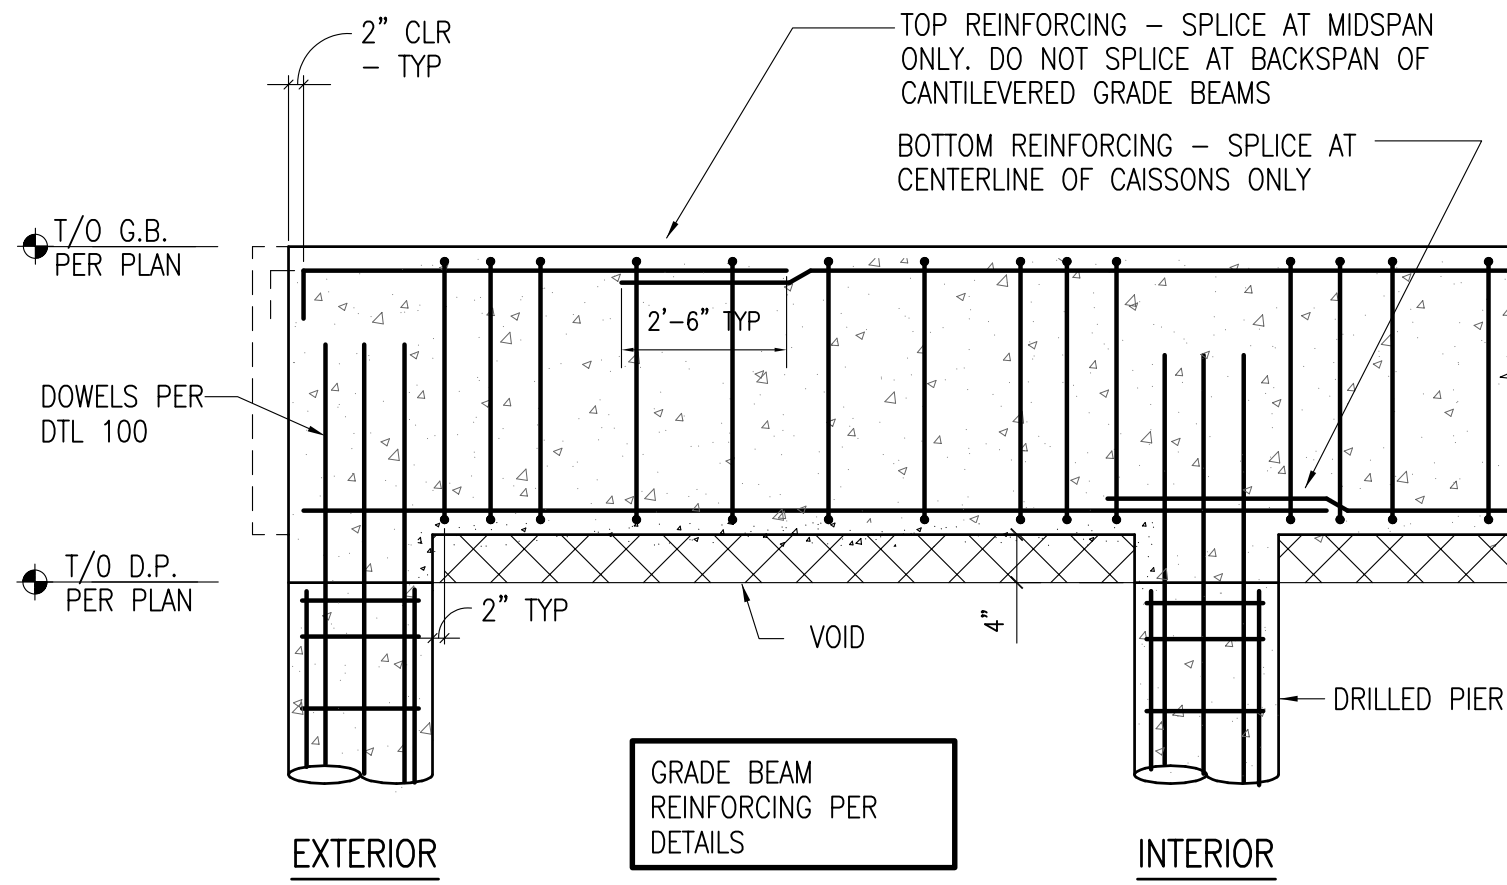 2” CLR
– TYP
TOP REINFORCING – SPLICE AT MIDSPAN
ONLY. DO NOT SPLICE AT BACKSPAN OF
CANTILEVERED GRADE BEAMS
BOTTOM REINFORCING – SPLICE AT
CENTERLINE OF CAISSONS ONLY
T/O G.B.
PER PLAN
2’–6” TYP
DOWELS PER
DTL 100
T/O D.P.
PER PLAN
2” TYP
VOID
4”
DRILLED PIER
GRADE BEAM
REINFORCING PER
DETAILS
EXTERIOR
INTERIOR